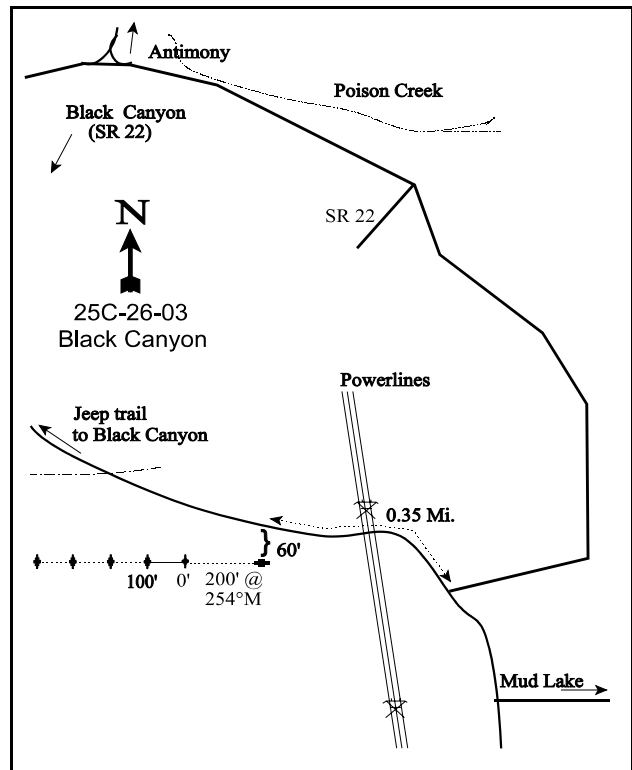 Antimony
Poison Creek
Black Canyon
(SR 22)
SR 22
N
25C-26-03
Black Canyon
Powerlines
Jeep trail
to Black Canyon
0.35 Mi.
60'
100' 0' 200' @
254°M
Mud Lake